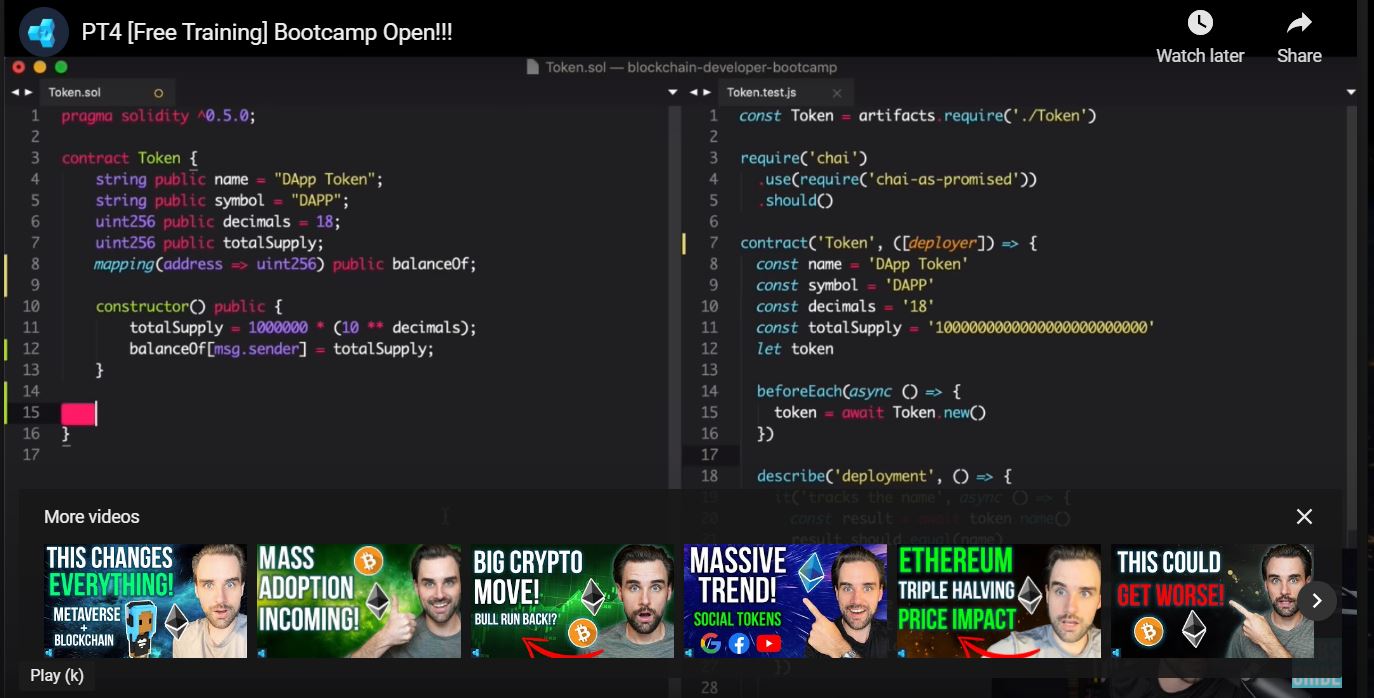 PT4 [Free Training] Bootcamp Open!!!
Watch later
Share
Token.sol — blockchain-developer-bootcamp
Token.sol
1 pragma solidity ^0.5.0;
2
3 contract Token {
4 string public name = "DApp Token";
5 string public symbol = "DAPP";
6 uint256 public decimals = 18;
7 uint256 public totalSupply;
8 mapping(address => uint256) public balanceOf;
9
10 constructor() public {
11 totalSupply = 1000000 * (10 ** decimals);
12 balanceOf[msg.sender] = totalSupply;
13 }
14
15
16 }
17
Token.test.js
1 const Token = artifacts.require('./Token')
2
3 require('chai')
4 .use(require('chai-as-promised'))
5 .should()
6
7 contract('Token', ([deployer]) => {
8 const name = 'DApp Token'
9 const symbol = 'DAPP'
10 const decimals = '18'
11 const totalSupply = '1000000000000000000000000'
12 let token
13
14 beforeEach(async () => {
15 token = await Token.new()
16 })
17
18 describe('deployment', () => {
19 it('tracks the name', async () => {
20 const result = await token.name()
result.should.equal(name)
})
28
More videos
THIS CHANGES
EVERYTHING!
METAVERSE
+
BLOCKCHAIN
MASS
ADOPTION
INCOMING!
BIG CRYPTO
MOVE!
BULL RUN BACK!?
MASSIVE
TREND!
SOCIAL TOKENS
ETHEREUM
TRIPLE HALVING
PRICE IMPACT
THIS COULD
GET WORSE!
Play (k)